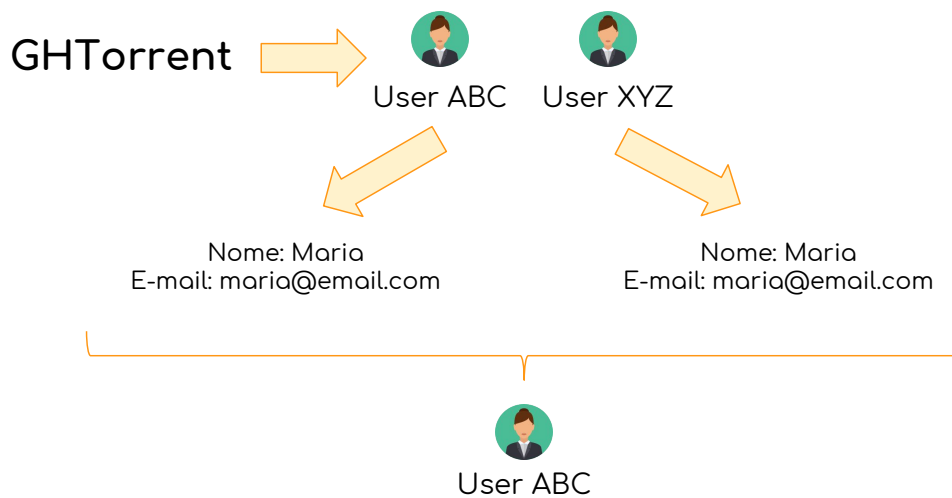 GHTorrent
User ABC
User XYZ
Nome: Maria
E-mail: maria@email.com
Nome: Maria
E-mail: maria@email.com
User ABC